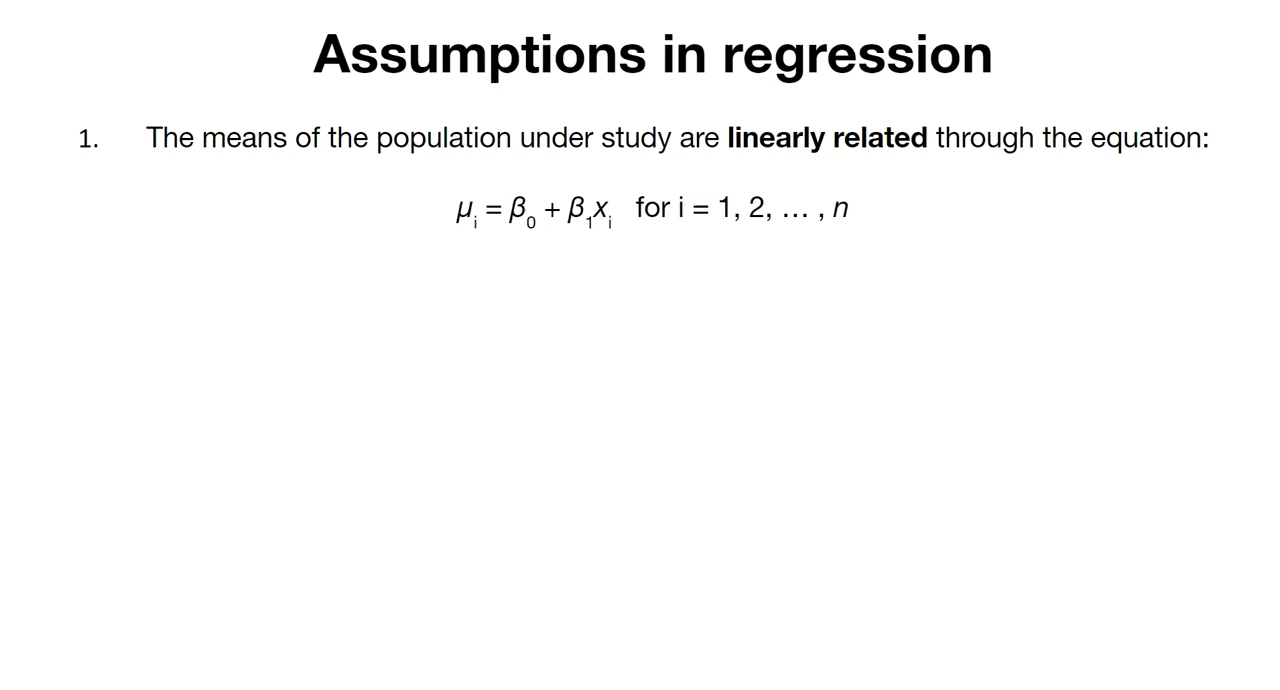 Assumptions in regression
1. The means of the population under study are linearly related through the equation:
μᵢ = β₀ + β₁xᵢ for i = 1, 2, … , n